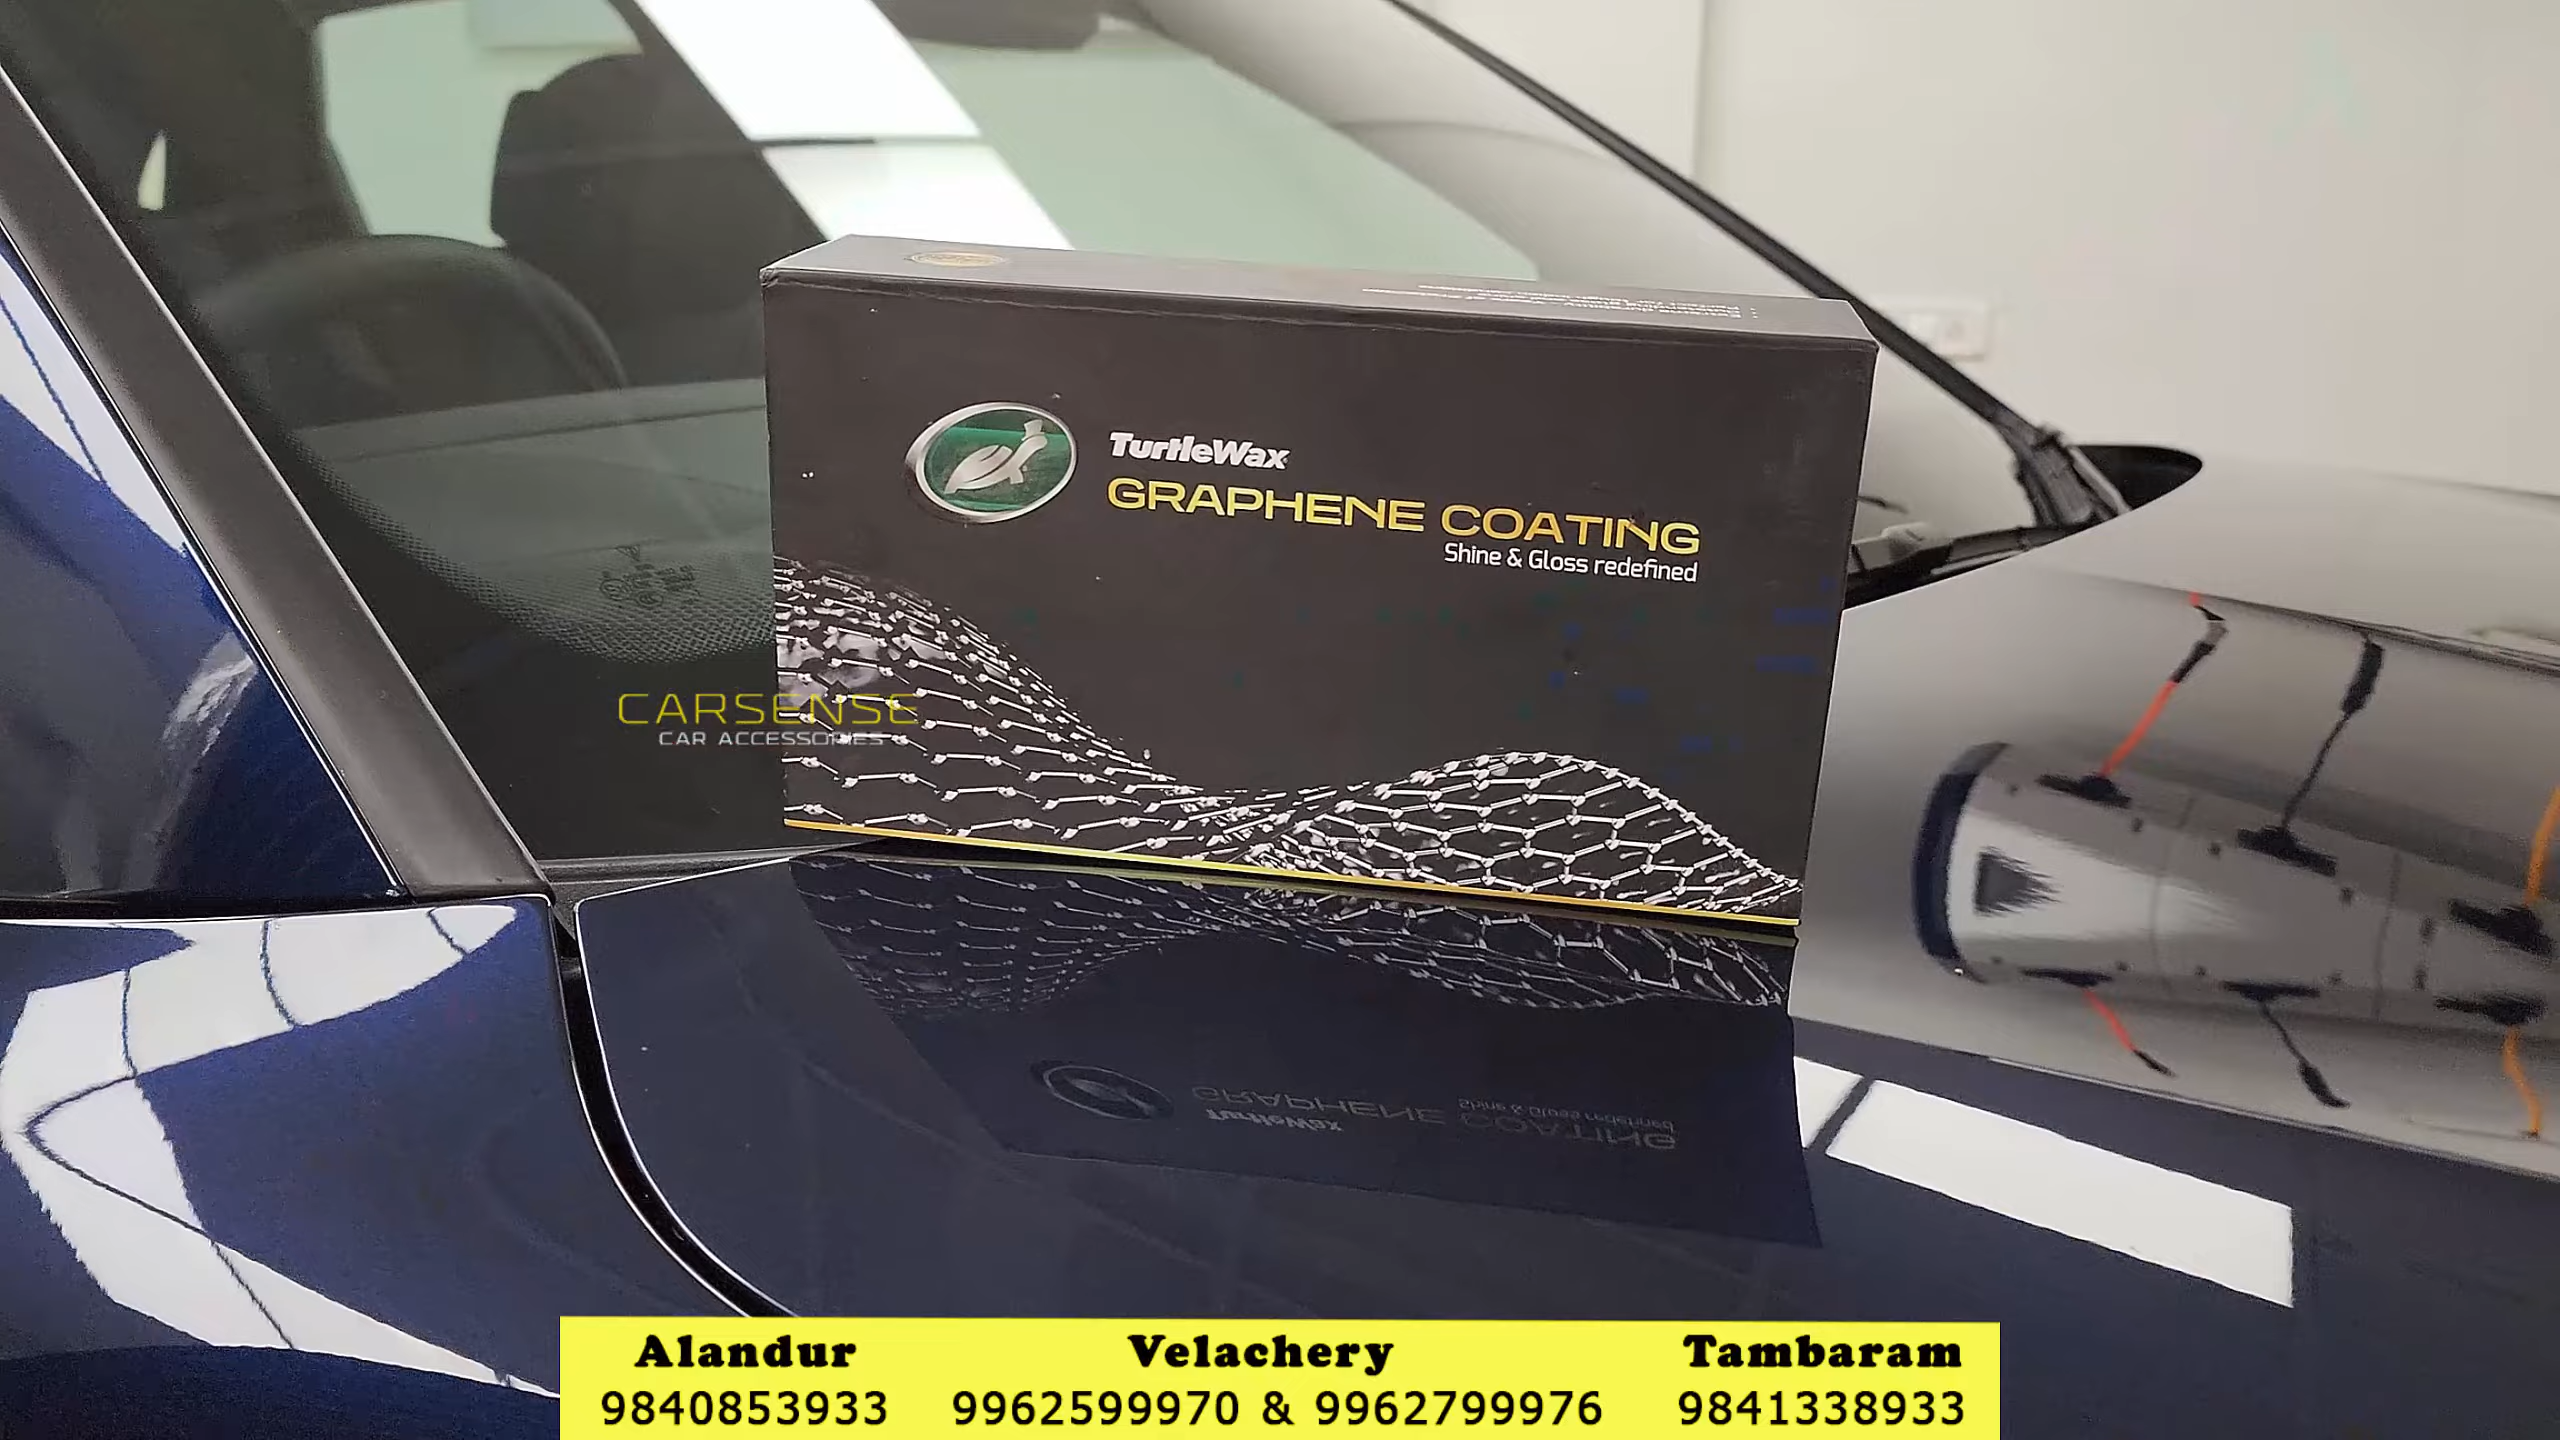 TurtleWax
GRAPHENE COATING
Shine & Gloss redefined
CARSENSE
CAR ACCESSORIES
Alandur Velachery Tambaram
9840853933 9962599970 & 9962799976 9841338933